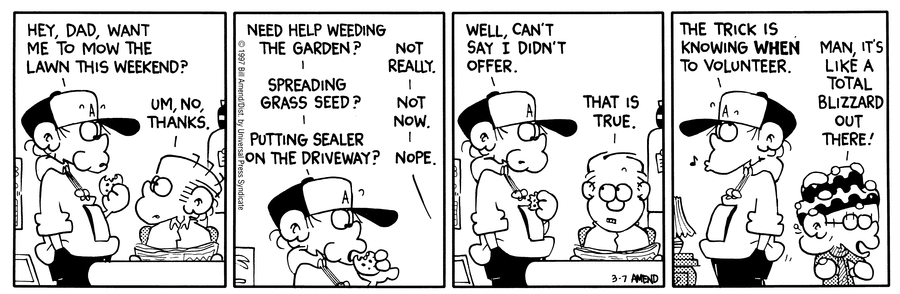 HEY, DAD, WANT
ME TO MOW THE
LAWN THIS WEEKEND?
UM, NO,
THANKS.
© 1997 Bill Amend/Dist. by Universal Press Syndicate
NEED HELP WEEDING
THE GARDEN?
NOT
REALLY.
SPREADING
GRASS SEED?
NOT
NOW.
PUTTING SEALER
ON THE DRIVEWAY?
NOPE.
A
WELL, CAN'T
SAY I DIDN'T
OFFER.
THAT IS
TRUE.
A
3-7 AMEND
THE TRICK IS
KNOWING WHEN
TO VOLUNTEER.
MAN, IT'S
LIKE A
TOTAL
BLIZZARD
OUT
THERE!
A
A